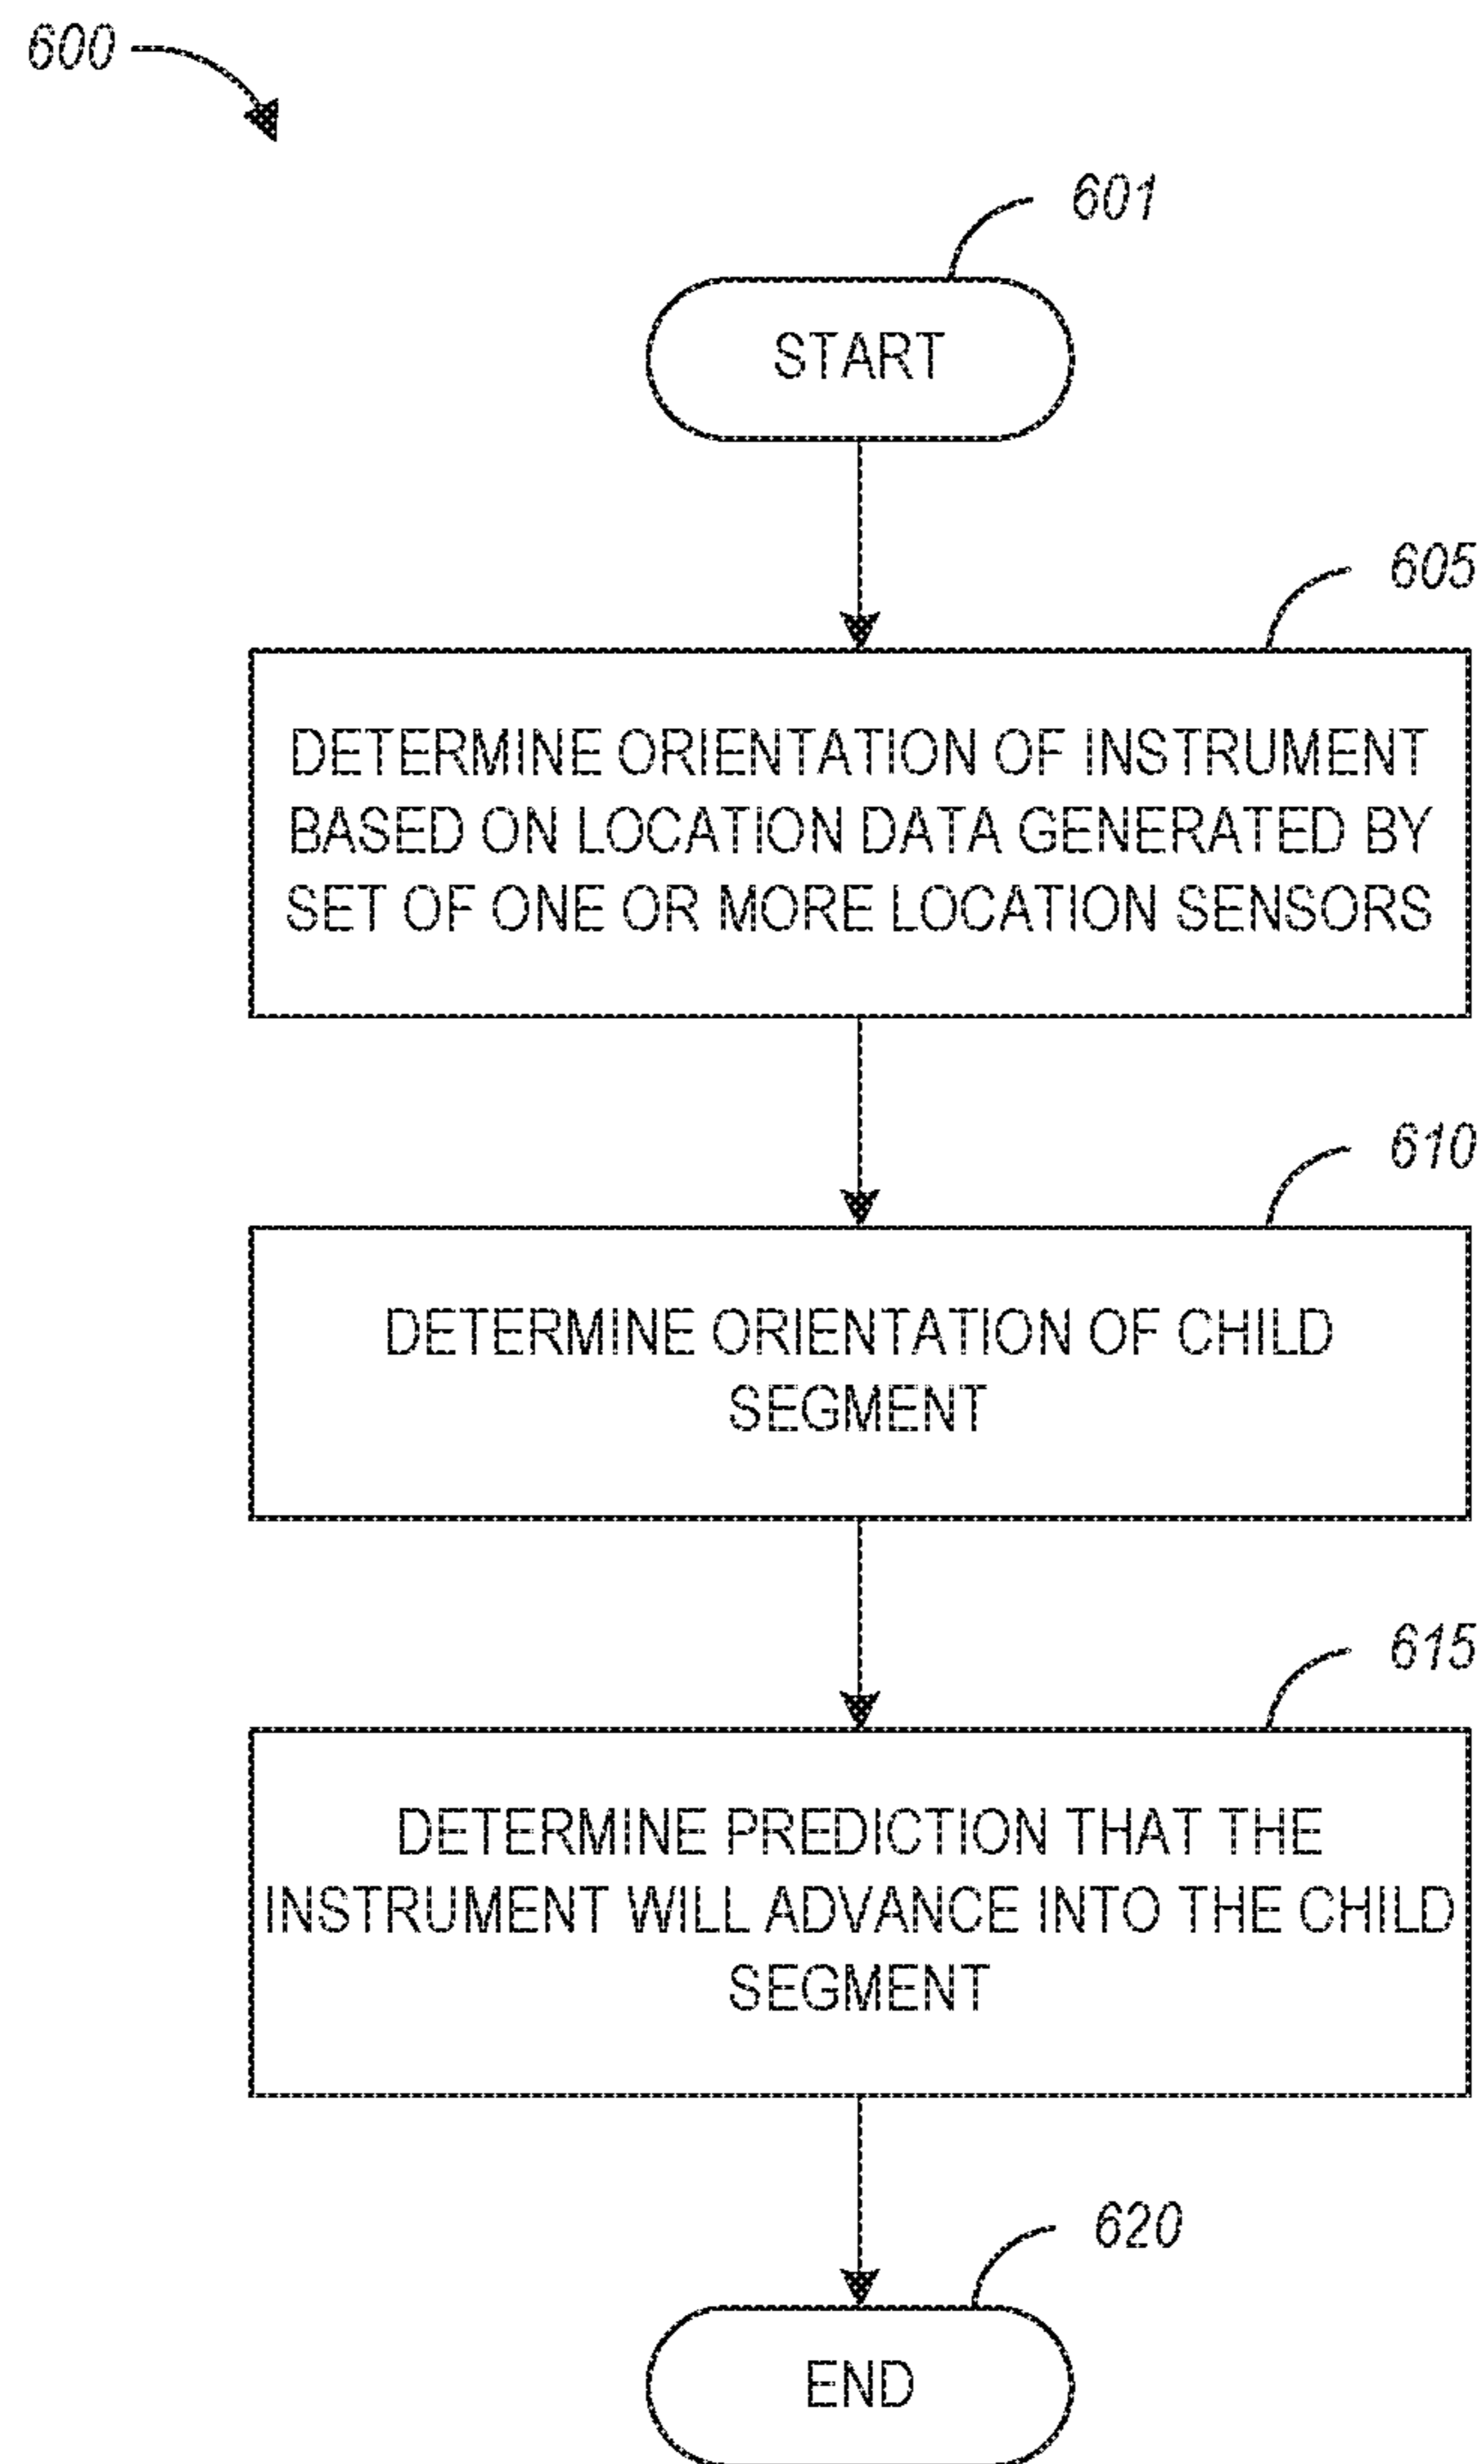 600
601
START
605
DETERMINE ORIENTATION OF INSTRUMENT
BASED ON LOCATION DATA GENERATED BY
SET OF ONE OR MORE LOCATION SENSORS
610
DETERMINE ORIENTATION OF CHILD
SEGMENT
615
DETERMINE PREDICTION THAT THE
INSTRUMENT WILL ADVANCE INTO THE CHILD
SEGMENT
620
END